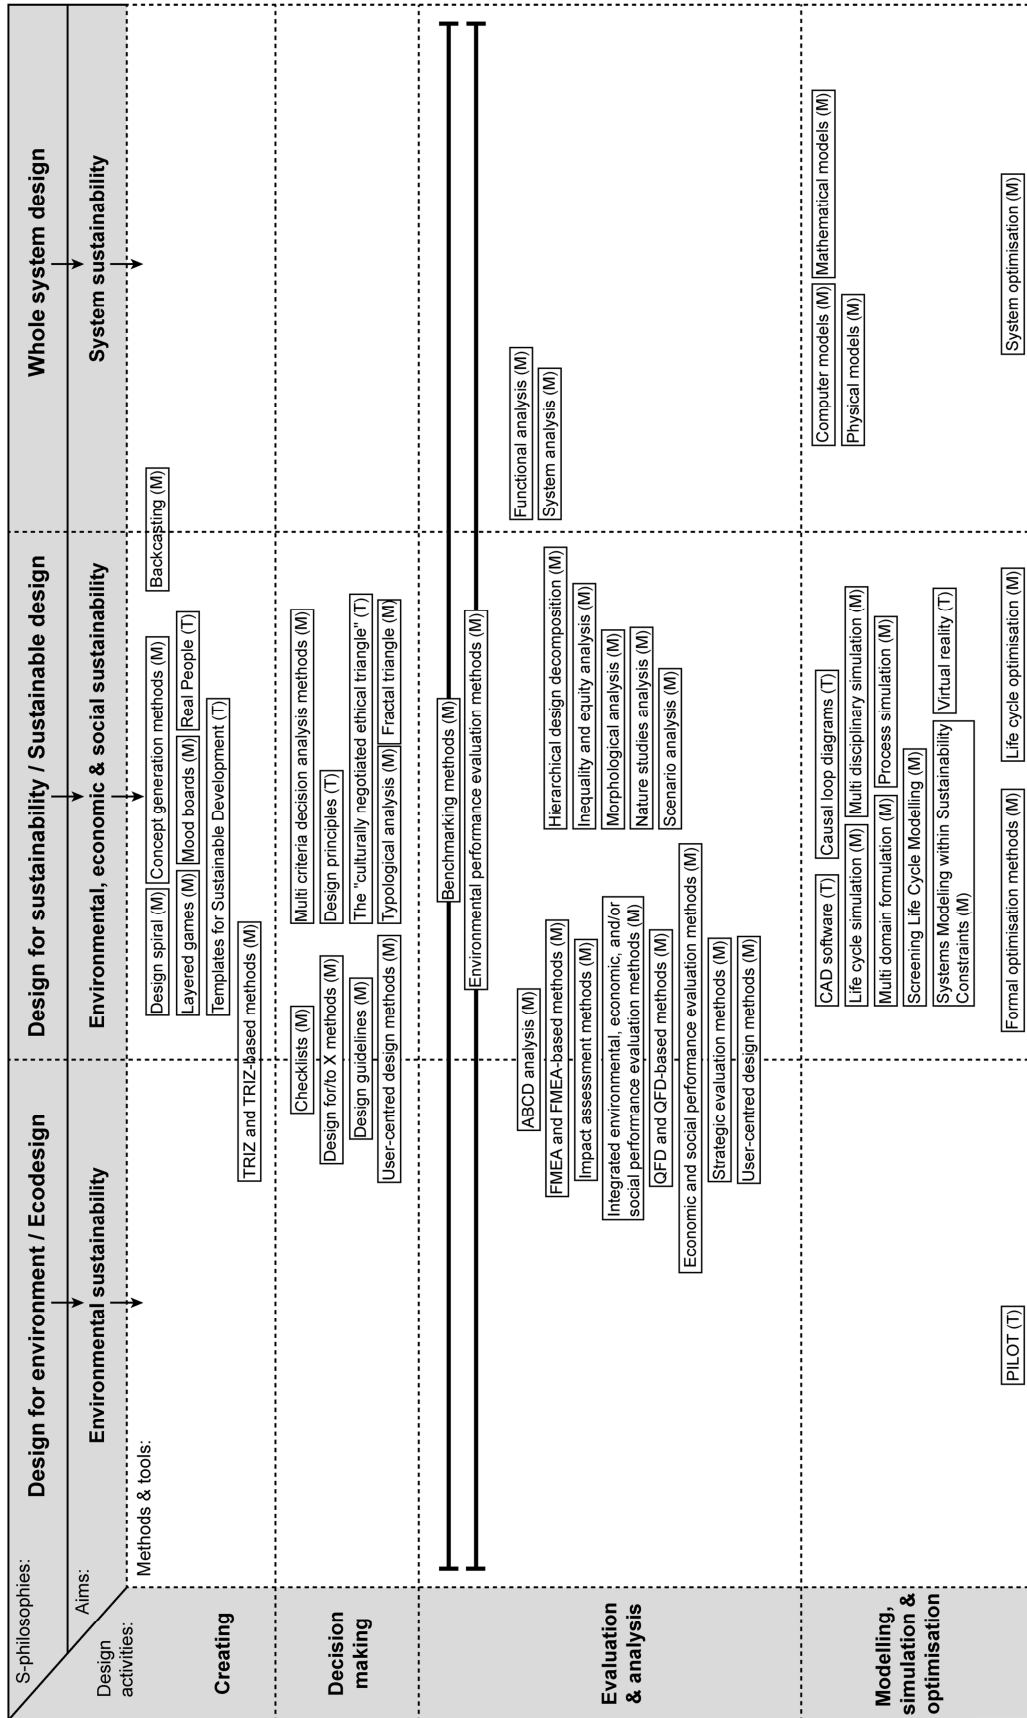 S-philosophies:
Design for environment / Ecodesign
Design for sustainability / Sustainable design
Whole system design
Aims:
Environmental sustainability
Environmental, economic & social sustainability
System sustainability
Design
activities:
Methods & tools:
Creating
Design spiral (M)
Concept generation methods (M)
Backcasting (M)
Layered games (M)
Mood boards (M)
Real People (T)
Templates for Sustainable Development (T)
TRIZ and TRIZ-based methods (M)
Decision
making
Checklists (M)
Multi criteria decision analysis methods (M)
Design for/to X methods (M)
Design principles (T)
Design guidelines (M)
The "culturally negotiated ethical triangle" (T)
User-centred design methods (M)
Typological analysis (M)
Fractal triangle (M)
Evaluation
& analysis
Benchmarking methods (M)
Environmental performance evaluation methods (M)
ABCD analysis (M)
Functional analysis (M)
FMEA and FMEA-based methods (M)
Hierarchical design decomposition (M)
System analysis (M)
Impact assessment methods (M)
Inequality and equity analysis (M)
Integrated environmental, economic, and/or
social performance evaluation methods (M)
Morphological analysis (M)
Nature studies analysis (M)
QFD and QFD-based methods (M)
Scenario analysis (M)
Economic and social performance evaluation methods (M)
Strategic evaluation methods (M)
User-centred design methods (M)
Modelling,
simulation &
optimisation
CAD software (T)
Causal loop diagrams (T)
Computer models (M)
Mathematical models (M)
Life cycle simulation (M)
Multi disciplinary simulation (M)
Physical models (M)
Multi domain formulation (M)
Process simulation (M)
Screening Life Cycle Modelling (M)
Systems Modeling within Sustainability
Constraints (M)
Virtual reality (T)
PILOT (T)
Formal optimisation methods (M)
Life cycle optimisation (M)
System optimisation (M)